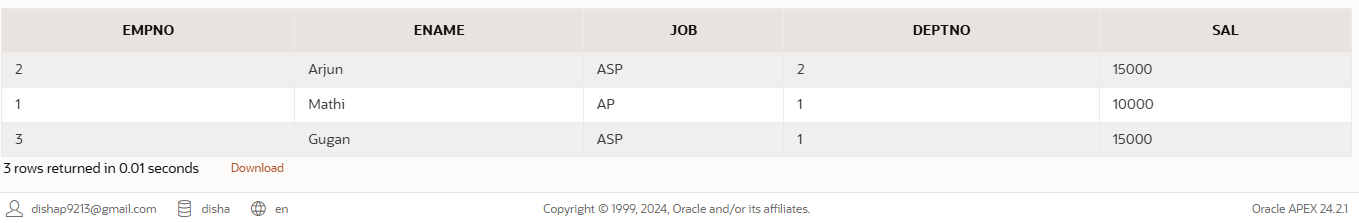 EMPNO ENAME JOB DEPTNO SAL
2 Arjun ASP 2 15000
1 Mathi AP 1 10000
3 Gugan ASP 1 15000
3 rows returned in 0.01 seconds Download
dishap9213@gmail.com disha en Copyright © 1999, 2024, Oracle and/or its affiliates. Oracle APEX 24.2.1